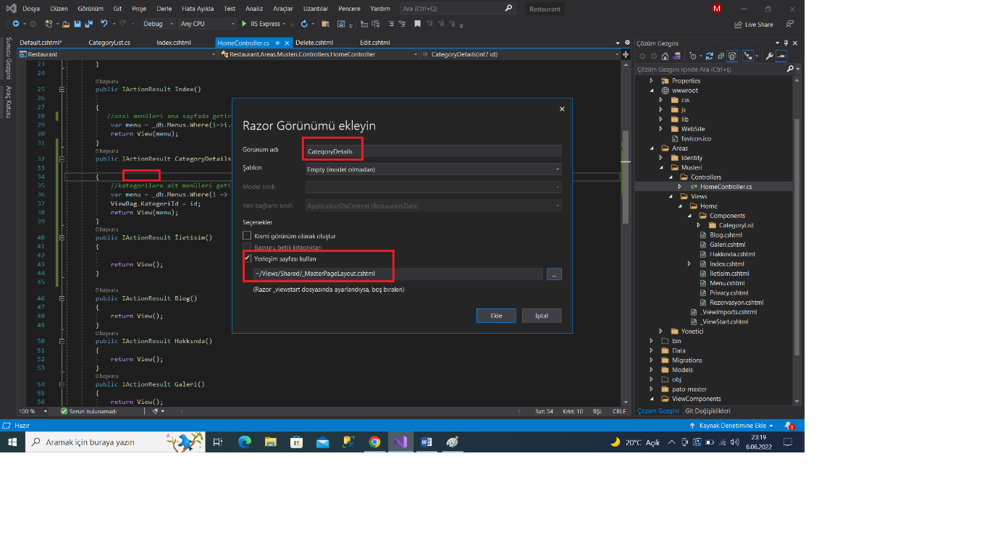 Dosya Düzen Görünüm Git Proje Derle Hata Ayıkla Test Analiz Araçlar Uzantılar Pencere Yardım Ara (Ctrl+Q) Restaurant M
Debug Any CPU IIS Express Live Share
Sunucu Gezgini
Araç Kutusu
Default.cshtml* CategoryList.cs Index.cshtml HomeController.cs Delete.cshtml Edit.cshtml
Restaurant Restaurant.Areas.Musteri.Controllers.HomeController CategoryDetails(int? id)
23 }
24
0 başvuru
25 public IActionResult Index()
26
27 {
28 //ozel menüleri ana sayfada getir
29 var menu = _db.Menus.Where(i=>i.
30 return View(menu);
31 }
0 başvuru
32 public IActionResult CategoryDetails
33
34 {
35 //kategorilere ait menüleri geti
36 var menu = _db.Menus.Where(i =>
37 ViewBag.KategoriId = id;
38 return View(menu);
39 }
0 başvuru
40 public IActionResult İletisim()
41 {
42
43 return View();
44 }
45
0 başvuru
46 public IActionResult Blog()
47 {
48 return View();
49 }
0 başvuru
50 public IActionResult Hakkında()
51 {
52 return View();
53 }
0 başvuru
54 public IActionResult Galeri()
55 {
56 return View();
Razor Görünümü ekleyin
Görünüm adı CategoryDetails
Şablon Empty (model olmadan)
Model sınıfı
Veri bağlamı sınıfı ApplicationDbContext (Restaurant.Data)
Seçenekler
Kısmi görünüm olarak oluştur
Başvuru betik kitaplıkları
Yerleşim sayfası kullan
~/Views/Shared/_MasterPageLayout.cshtml ...
(Razor _viewstart dosyasında ayarlandıysa, boş bırakın)
Ekle İptal
Çözüm Gezgini
Çözüm Gezgini İçinde Ara (Ctrl+ş)
Properties
wwwroot
css
js
lib
WebSite
favicon.ico
Areas
Identity
Musteri
Controllers
C# HomeController.cs
Views
Home
Components
CategoryList
Blog.cshtml
Galeri.cshtml
Hakkında.cshtml
Index.cshtml
İletisim.cshtml
Menu.cshtml
Privacy.cshtml
Rezervasyon.cshtml
_ViewImports.cshtml
_ViewStart.cshtml
Yonetici
bin
Data
Migrations
Models
obj
pato-master
ViewComponents
Çözüm Gezgini Git Değişiklikleri
100 % Sorun bulunamadı Sat: 34 Krkt: 10 BŞL CRLF
Hazır Kaynak Denetimine Ekle 3
Aramak için buraya yazın 20°C Açık 23:19
6.06.2022